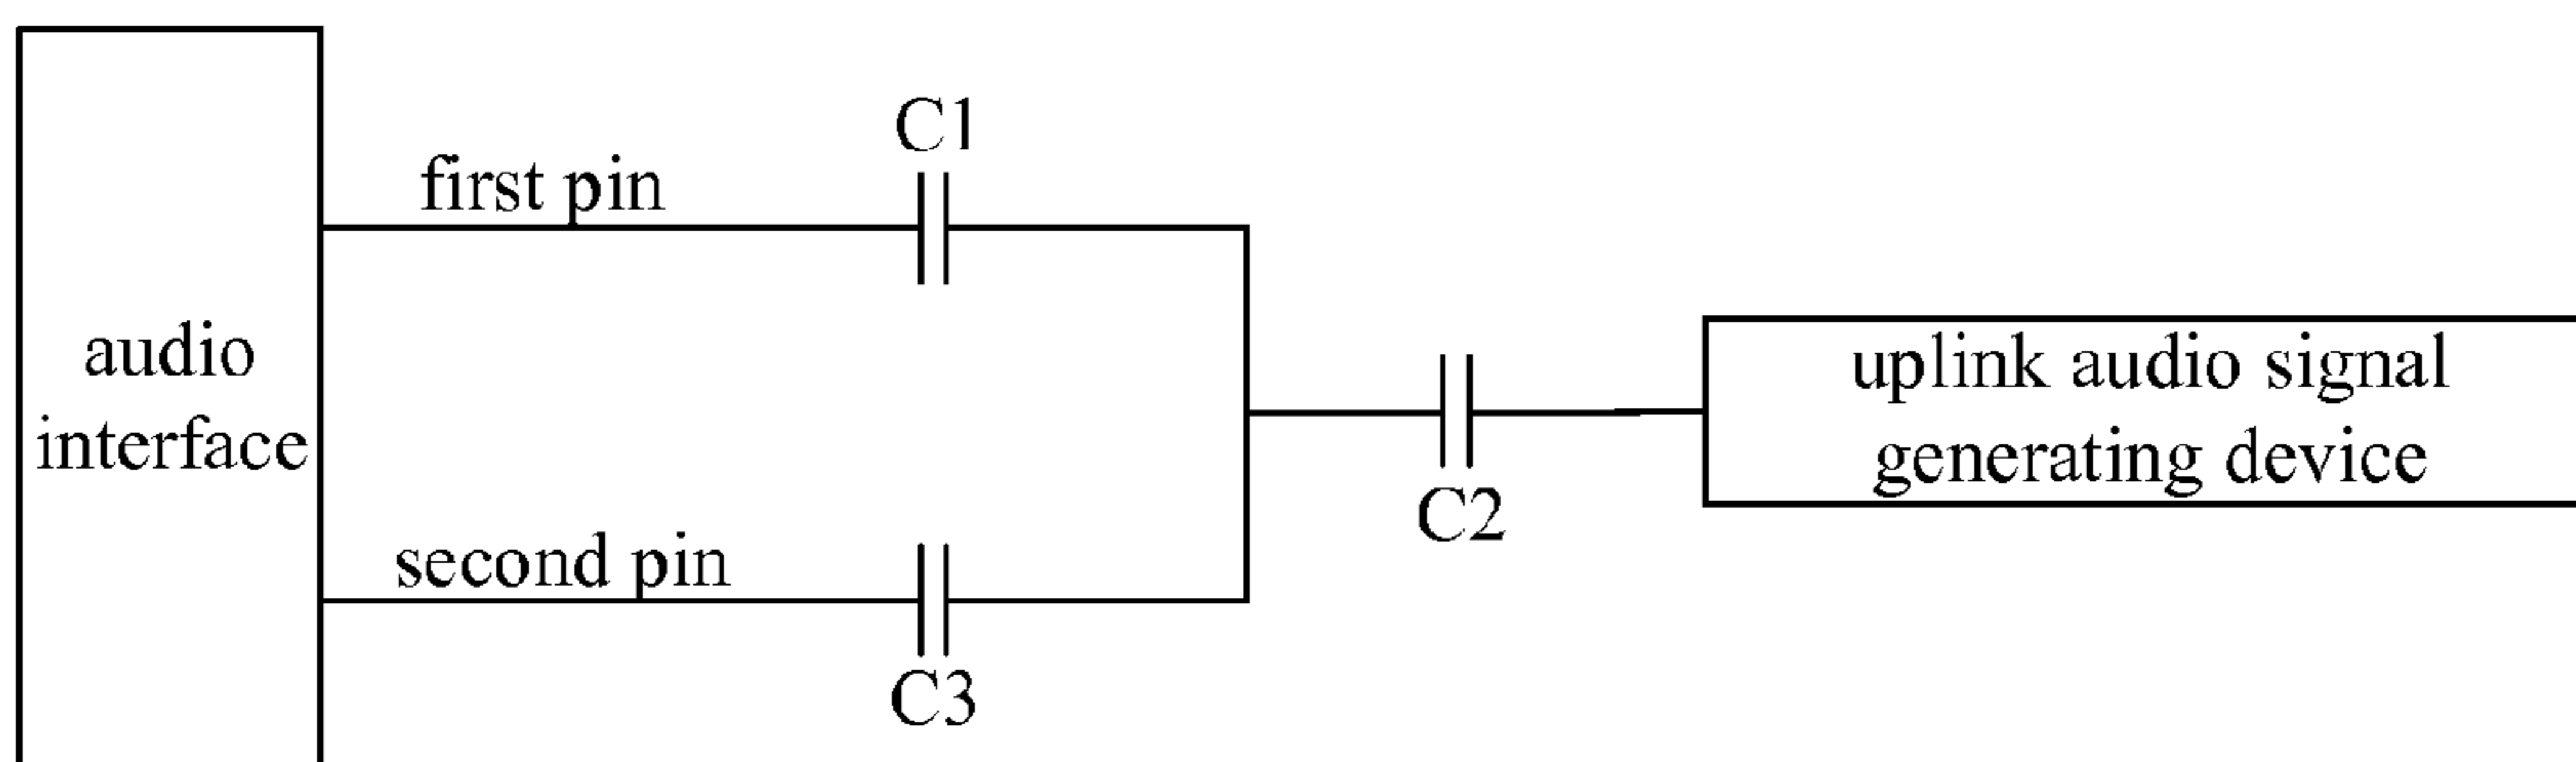 C1
first pin
audio
interface
uplink audio signal
generating device
C2
second pin
C3